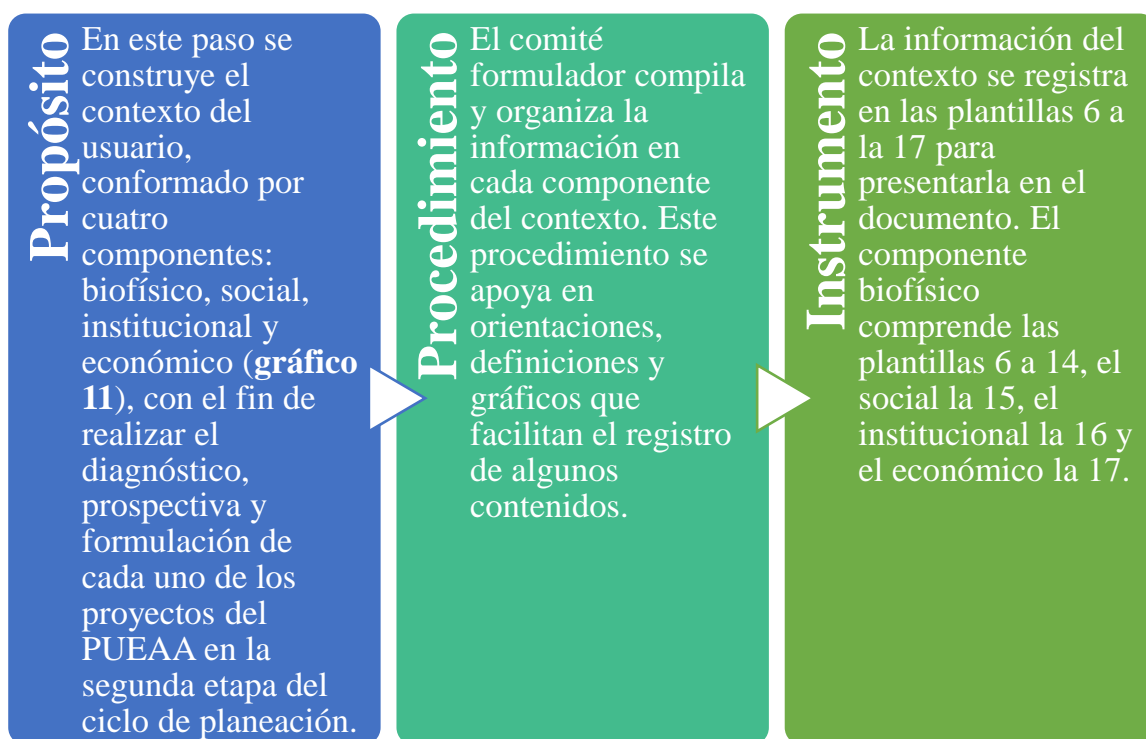 Propósito
En este paso se
construye el
contexto del
usuario,
conformado por
cuatro
componentes:
biofísico, social,
institucional y
económico (gráfico
11), con el fin de
realizar el
diagnóstico,
prospectiva y
formulación de
cada uno de los
proyectos del
PUEAA en la
segunda etapa del
ciclo de planeación.
Procedimiento
El comité
formulador compila
y organiza la
información en
cada componente
del contexto. Este
procedimiento se
apoya en
orientaciones,
definiciones y
gráficos que
facilitan el registro
de algunos
contenidos.
Instrumento
La información del
contexto se registra
en las plantillas 6 a
la 17 para
presentarla en el
documento. El
componente
biofísico
comprende las
plantillas 6 a 14, el
social la 15, el
institucional la 16 y
el económico la 17.